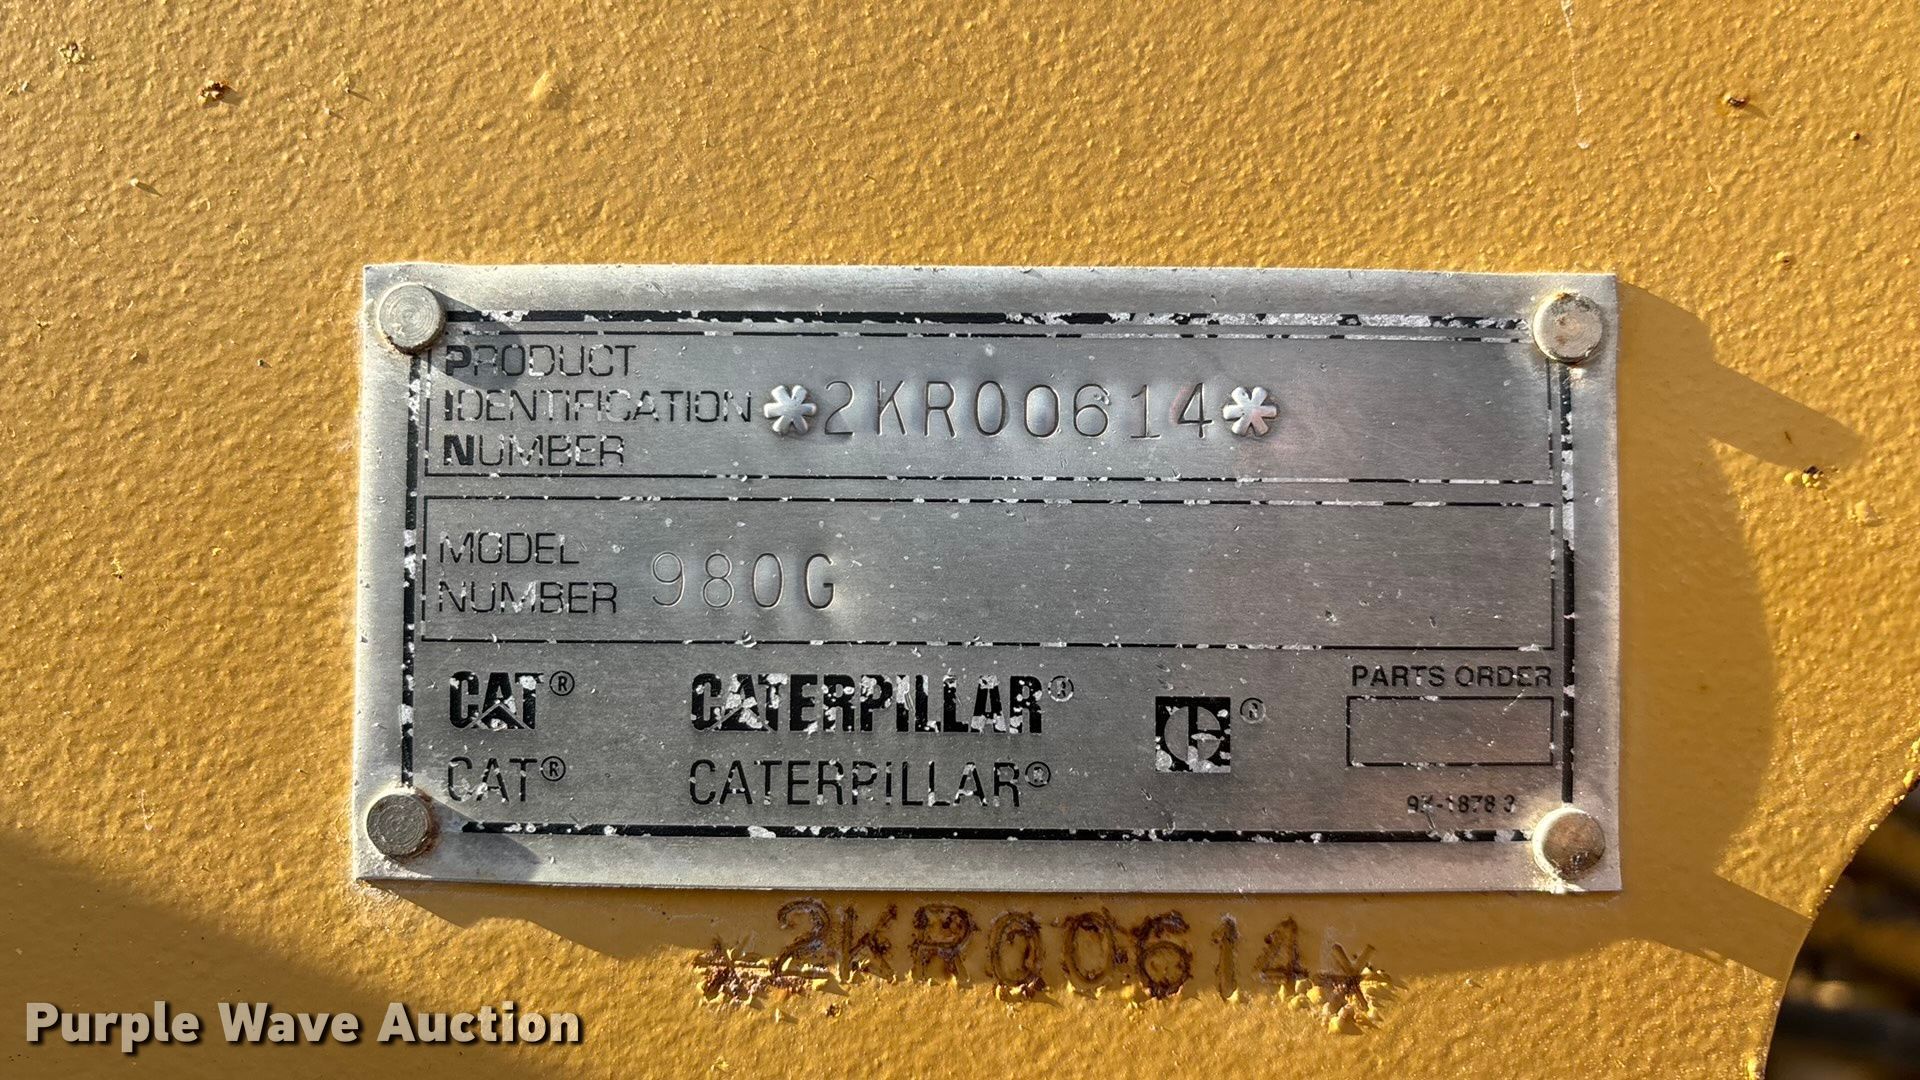 PRODUCT
IDENTIFICATION
NUMBER
*2KR00614*
MODEL
NUMBER
980G
CAT® CATERPILLAR® ®
CAT® CATERPILLAR®
PARTS ORDER
*2KR00614*
Purple Wave Auction